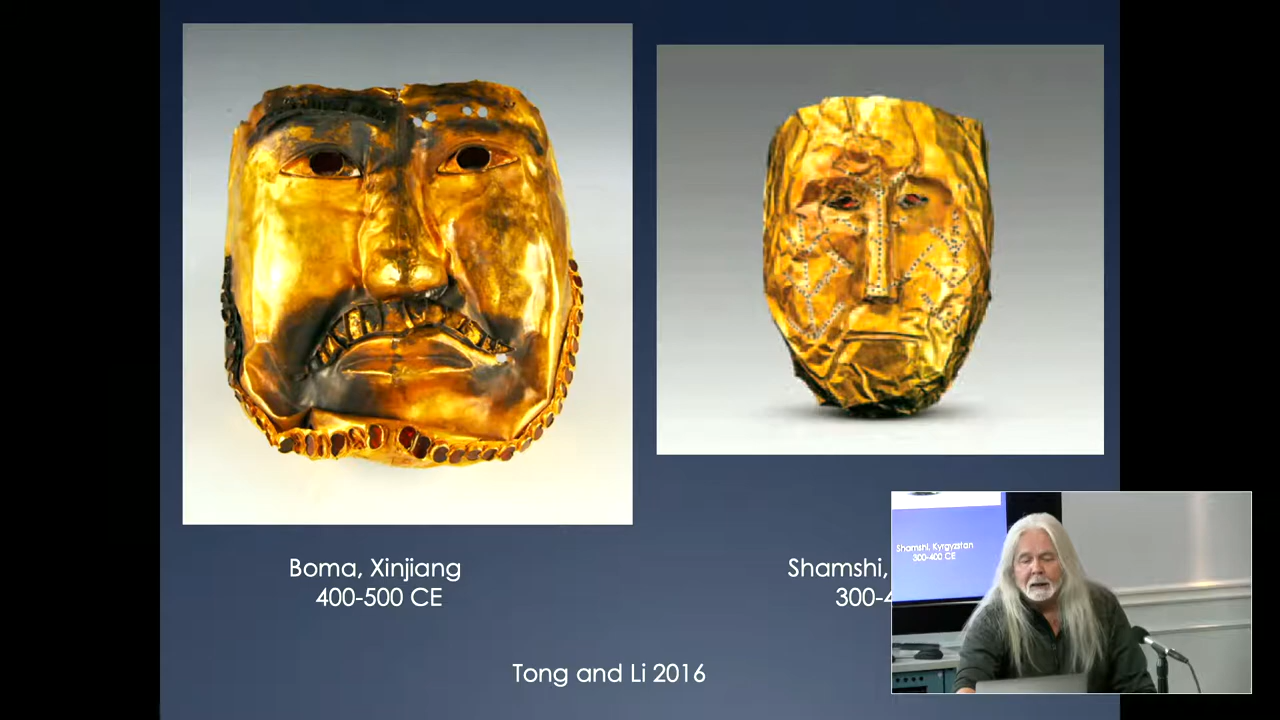 Boma, Xinjiang
400-500 CE
Shamshi,
300-4
Tong and Li 2016
Shamshi, Kyrgyzstan
300-400 CE